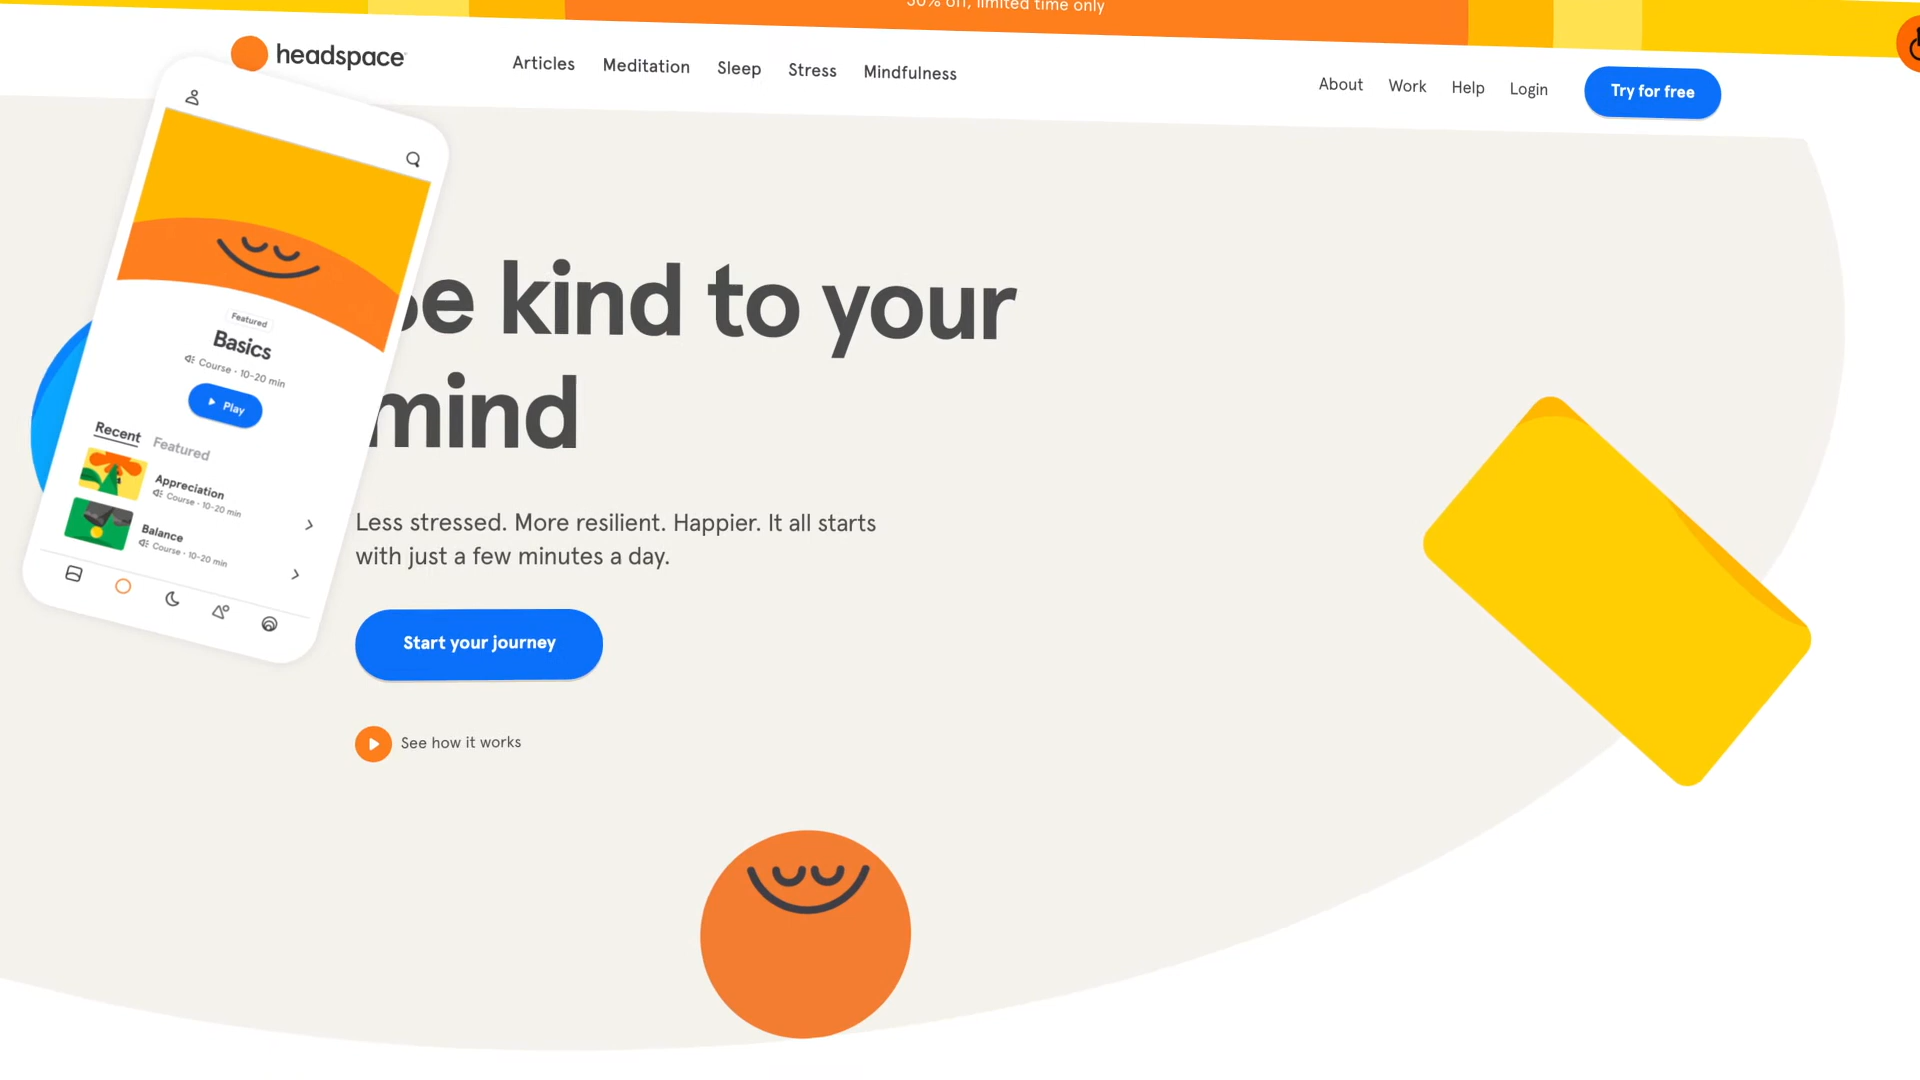 50% off, limited time only
headspace
Articles Meditation Sleep Stress Mindfulness
About Work Help Login Try for free
Be kind to your
mind
Less stressed. More resilient. Happier. It all starts
with just a few minutes a day.
Start your journey
See how it works
Featured
Basics
Course • 10-20 min
Play
Recent Featured
Appreciation
Course • 10-20 min
Balance
Course • 10-20 min